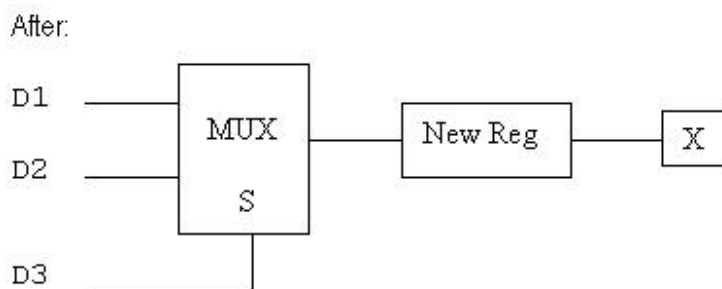 After:
D1
MUX
New Reg
X
D2
S
D3